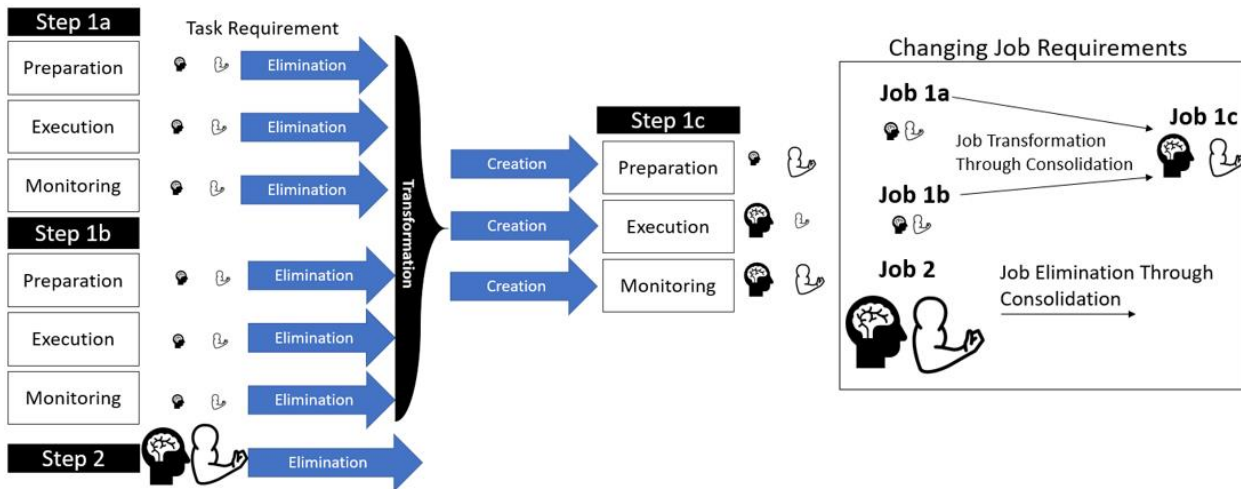 Step 1a
Task Requirement
Preparation
Elimination
Execution
Elimination
Monitoring
Elimination
Step 1b
Preparation
Elimination
Execution
Elimination
Monitoring
Elimination
Step 2
Elimination
Transformation
Step 1c
Creation
Preparation
Creation
Execution
Creation
Monitoring
Changing Job Requirements
Job 1a
Job 1c
Job Transformation
Through Consolidation
Job 1b
Job 2
Job Elimination Through
Consolidation